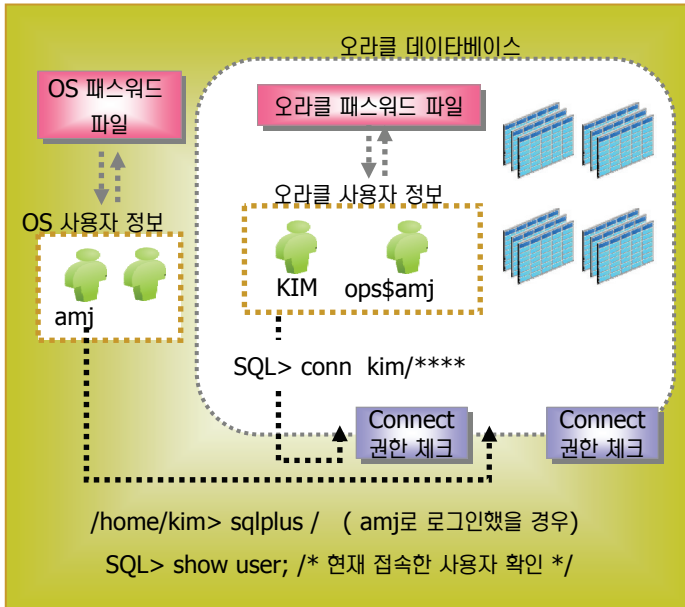 오라클 데이타베이스
OS 패스워드
파일
오라클 패스워드 파일
OS 사용자 정보
오라클 사용자 정보
amj
KIM
ops$amj
SQL> conn kim/****
Connect
권한 체크
Connect
권한 체크
/home/kim> sqlplus / ( amj로 로그인했을 경우)
SQL> show user; /* 현재 접속한 사용자 확인 */